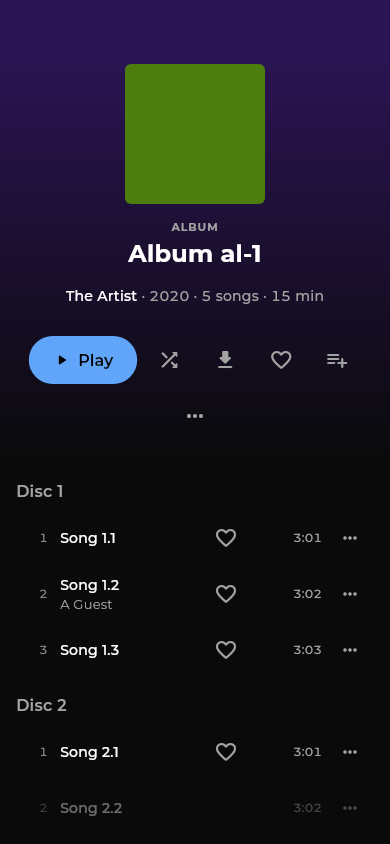 ALBUM
Album al-1
The Artist · 2020 · 5 songs · 15 min
Play
Disc 1
1 Song 1.1 3:01
2 Song 1.2 3:02
A Guest
3 Song 1.3 3:03
Disc 2
1 Song 2.1 3:01
2 Song 2.2 3:02